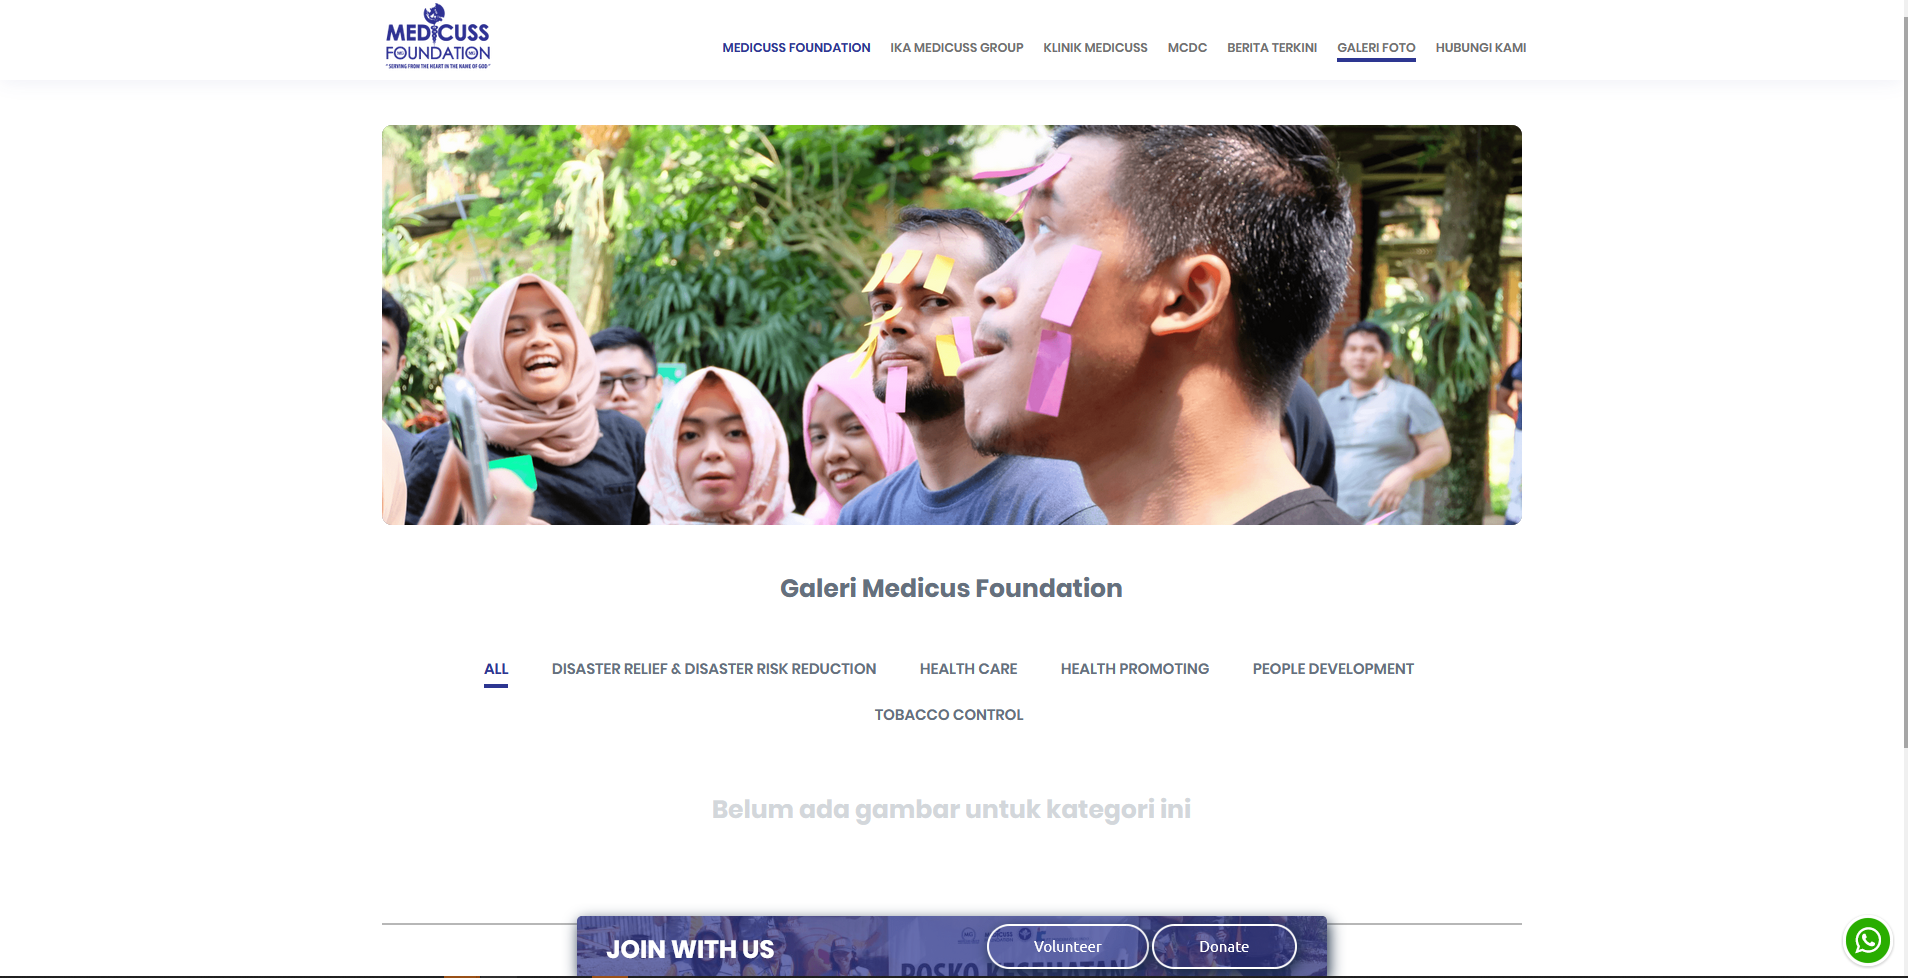 MEDICUSS
FOUNDATION
"SERVING FROM THE HEART IN THE NAME OF GOD"
MEDICUSS FOUNDATION
IKA MEDICUSS GROUP
KLINIK MEDICUSS
MCDC
BERITA TERKINI
GALERI FOTO
HUBUNGI KAMI
Galeri Medicus Foundation
ALL
DISASTER RELIEF & DISASTER RISK REDUCTION
HEALTH CARE
HEALTH PROMOTING
PEOPLE DEVELOPMENT
TOBACCO CONTROL
Belum ada gambar untuk kategori ini
JOIN WITH US
Volunteer
Donate
POSKO KESEHATAN